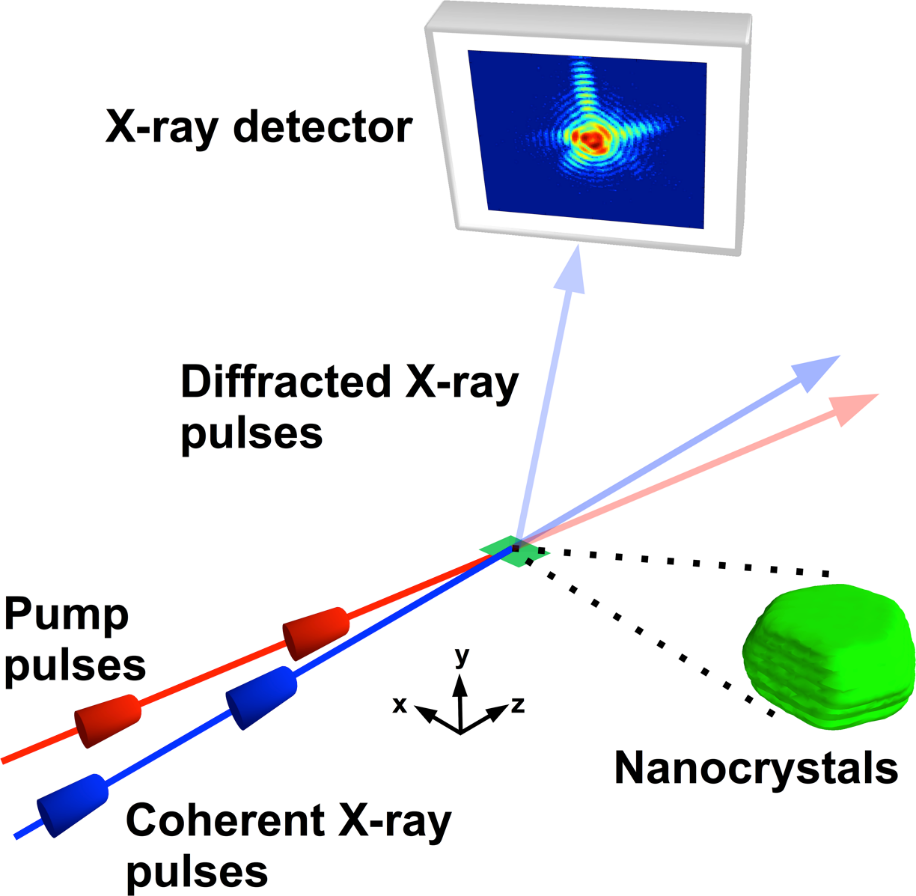 X-ray detector
Diffracted X-ray
pulses
Pump
pulses
y
x
z
Nanocrystals
Coherent X-ray
pulses